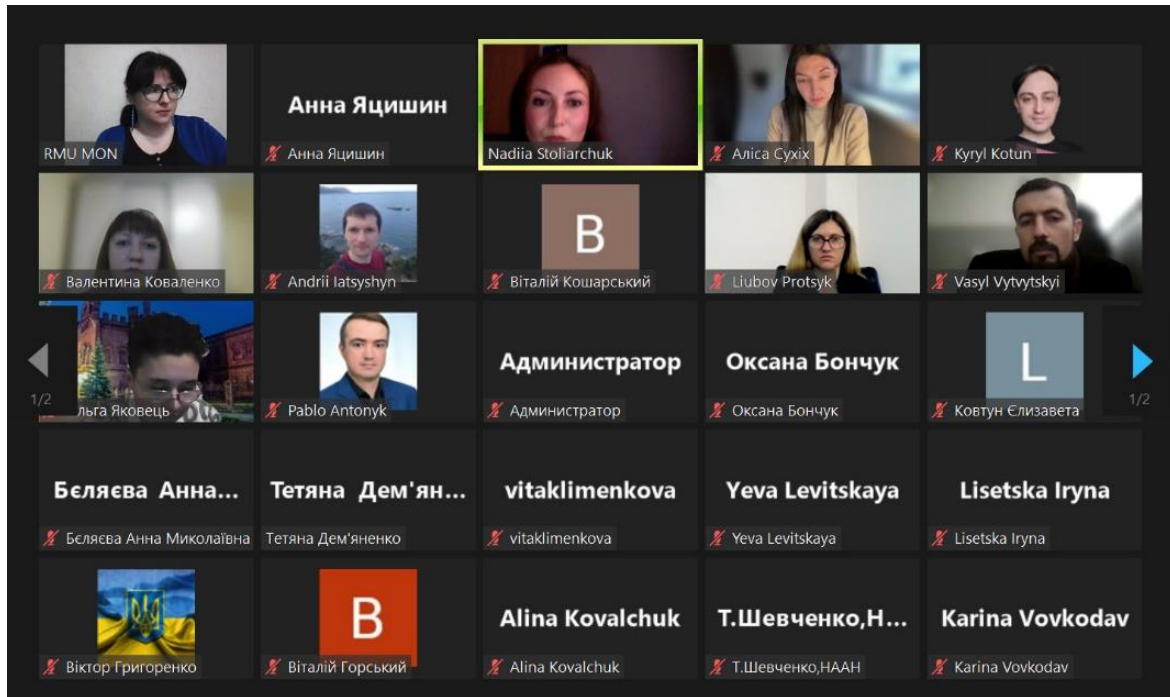 RMU MON
Анна Яцишин
Анна Яцишин
Nadiia Stoliarchuk
Аліса Сухіх
Kyryl Kotun
Валентина Коваленко
Andrii Iatsyshyn
В
Віталій Кошарський
Liubov Protsyk
Vasyl Vytvytskyi
1/2
льга Яковець
Pablo Antonyk
Администратор
Администратор
Оксана Бончук
Оксана Бончук
L
Ковтун Єлизавета
1/2
Бєляєва Анна...
Бєляєва Анна Миколаївна
Тетяна Дем'ян...
Тетяна Дем'яненко
vitaklimenkova
vitaklimenkova
Yeva Levitskaya
Yeva Levitskaya
Lisetska Iryna
Lisetska Iryna
Віктор Григоренко
В
Віталій Горський
Alina Kovalchuk
Alina Kovalchuk
Т.Шевченко,Н...
Т.Шевченко,НААН
Karina Vovkodav
Karina Vovkodav